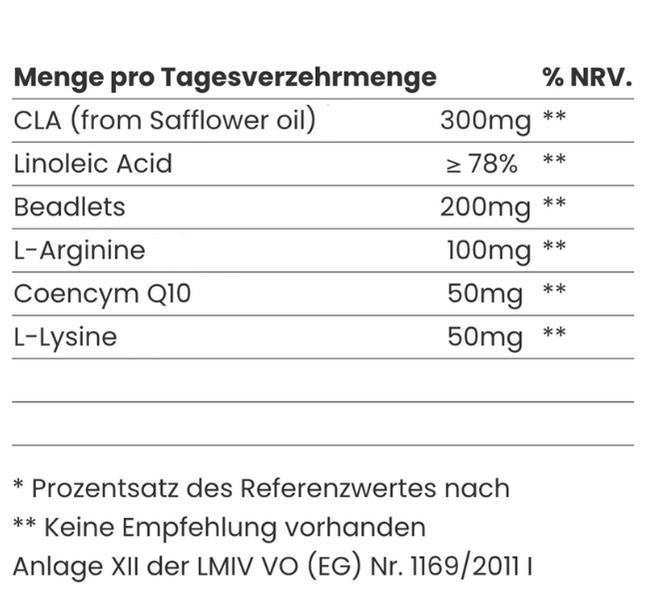 Menge pro Tagesverzehrmenge % NRV.
CLA (from Safflower oil) 300mg **
Linoleic Acid ≥ 78% **
Beadlets 200mg **
L-Arginine 100mg **
Coencym Q10 50mg **
L-Lysine 50mg **
* Prozentsatz des Referenzwertes nach
** Keine Empfehlung vorhanden
Anlage XII der LMIV VO (EG) Nr. 1169/2011 I